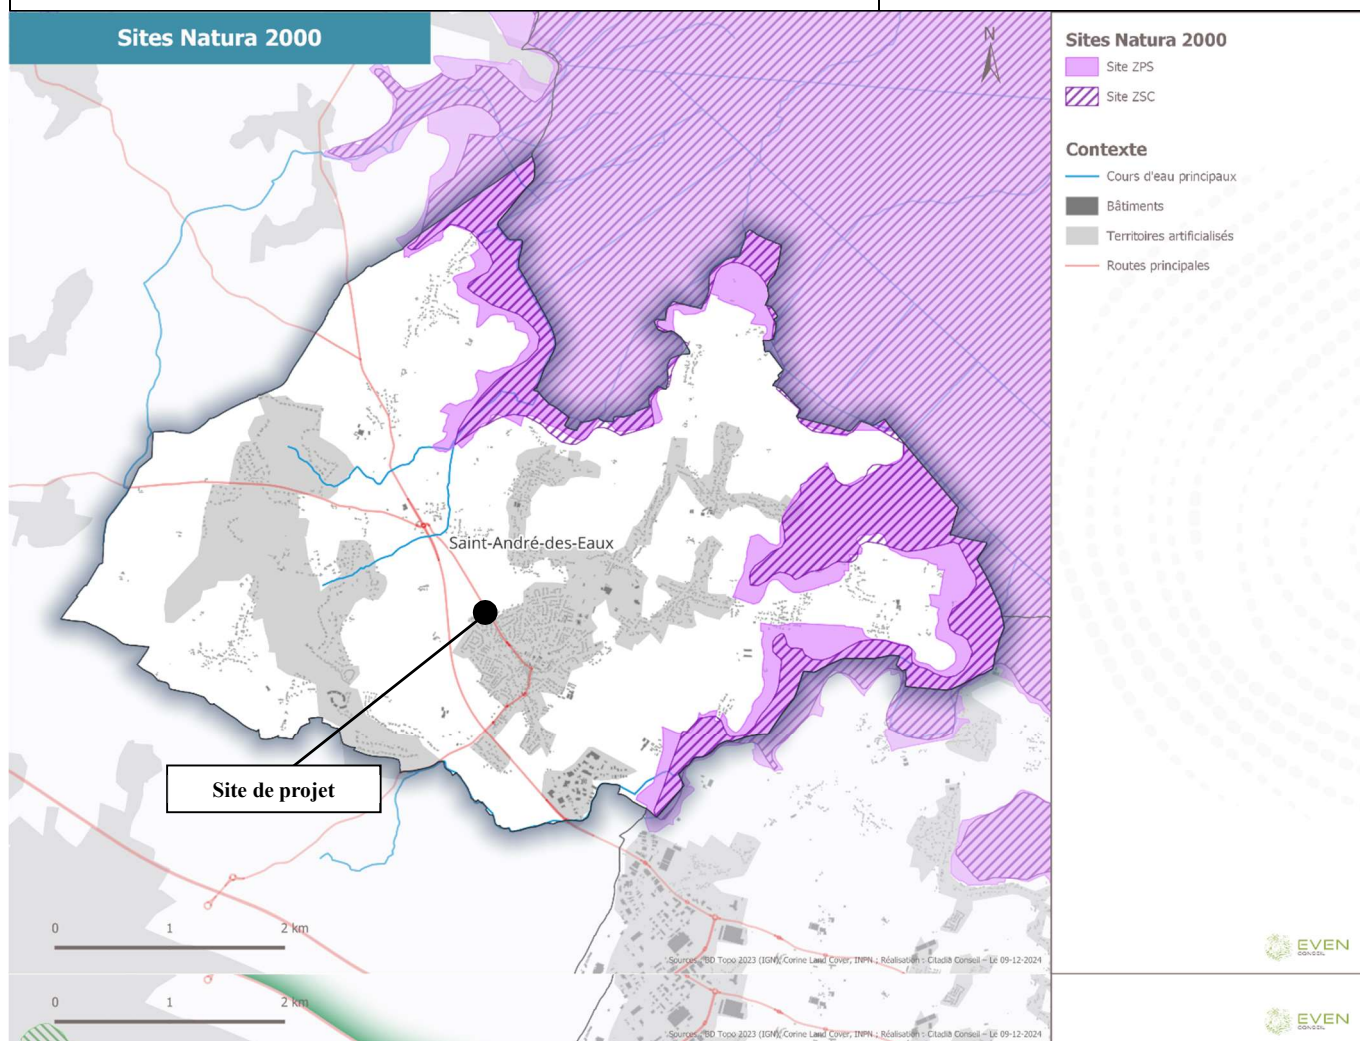 Sites Natura 2000
N
Sites Natura 2000
Site ZPS
Site ZSC
Contexte
Cours d'eau principaux
Bâtiments
Territoires artificialisés
Routes principales
Saint-André-des-Eaux
Site de projet
0 1 2 km
Sources : BD Topo 2023 (IGN), Corine Land Cover, INPN ; Réalisation : Citadia Conseil - Le 09-12-2024
EVEN
CONSEIL
0 1 2 km
Sources : BD Topo 2023 (IGN), Corine Land Cover, INPN ; Réalisation : Citadia Conseil - Le 09-12-2024
EVEN
CONSEIL